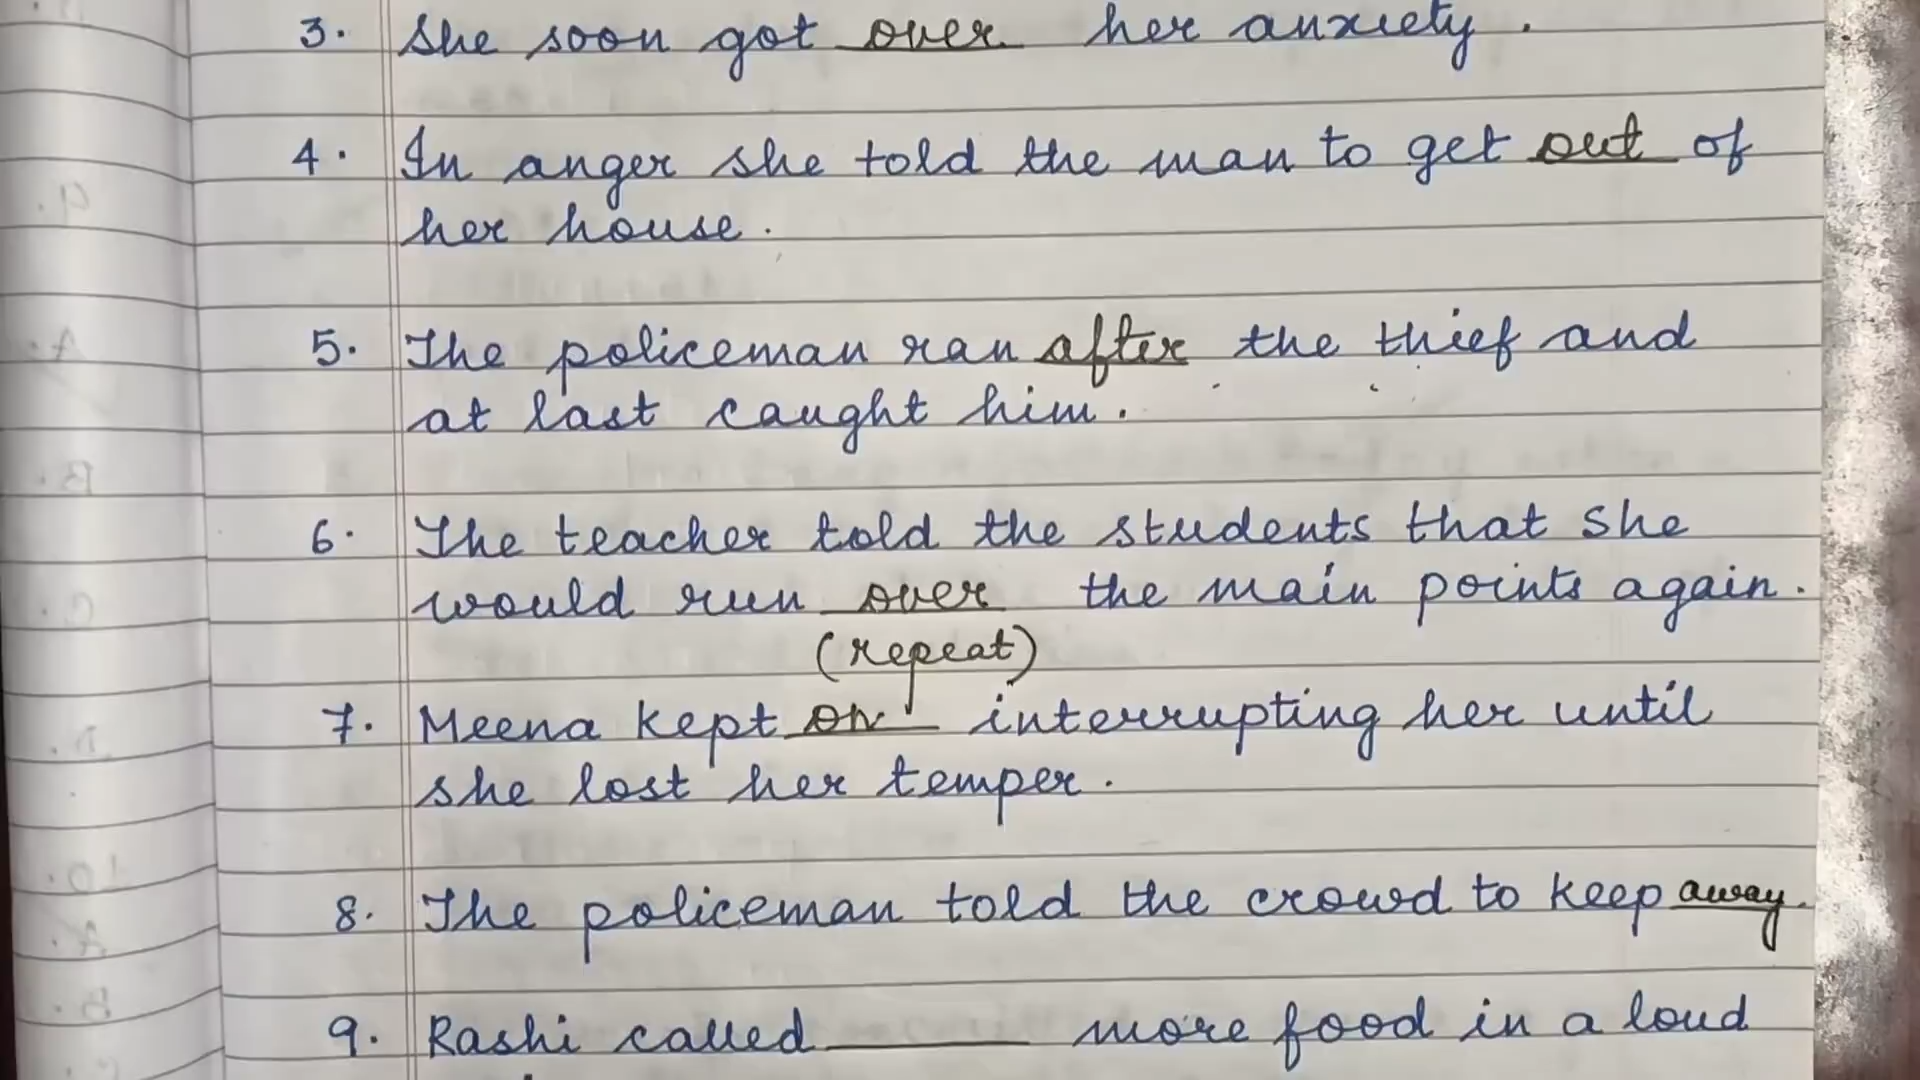 3. She soon got over her anxiety.
4. In anger she told the man to get out of
her house.
5. The policeman ran after the thief and
at last caught him.
6. The teacher told the students that she
would run over the main points again.
(repeat)
7. Meena kept on interrupting her until
she lost her temper.
8. The policeman told the crowd to keep away.
9. Rashi called ______ more food in a loud